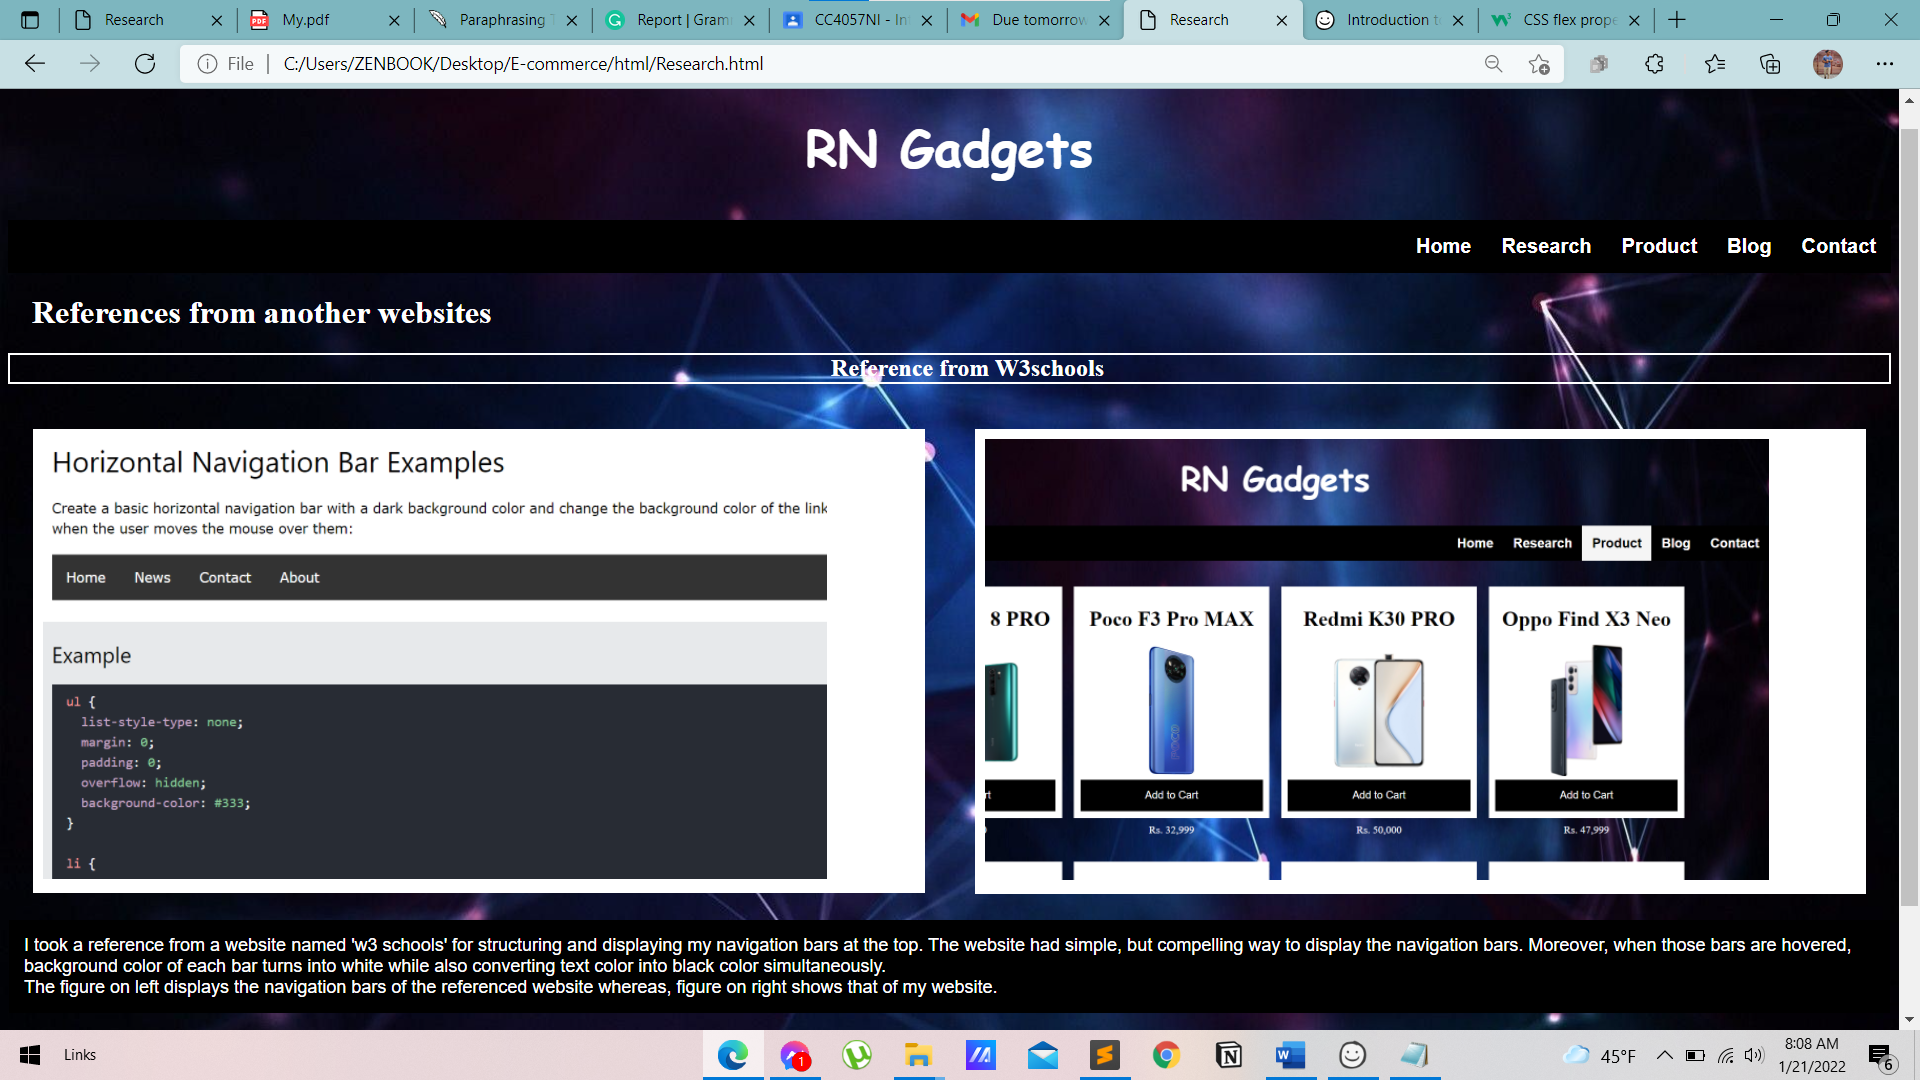 Research
My.pdf
Paraphrasing T
Report | Gram
CC4057NI - In
Due tomorrow
Research
Introduction t
CSS flex prope
File
C:/Users/ZENBOOK/Desktop/E-commerce/html/Research.html
RN Gadgets
Home Research Product Blog Contact
References from another websites
Reference from W3schools
Horizontal Navigation Bar Examples
Create a basic horizontal navigation bar with a dark background color and change the background color of the link
when the user moves the mouse over them:
Home News Contact About
Example
ul {
list-style-type: none;
margin: 0;
padding: 0;
overflow: hidden;
background-color: #333;
}
li {
RN Gadgets
Home Research Product Blog Contact
8 PRO Poco F3 Pro MAX Redmi K30 PRO Oppo Find X3 Neo
rt Add to Cart Add to Cart Add to Cart
Rs. 32,999 Rs. 50,000 Rs. 47,999
I took a reference from a website named 'w3 schools' for structuring and displaying my navigation bars at the top. The website had simple, but compelling way to display the navigation bars. Moreover, when those bars are hovered,
background color of each bar turns into white while also converting text color into black color simultaneously.
The figure on left displays the navigation bars of the referenced website whereas, figure on right shows that of my website.
Links
1
45°F
8:08 AM
1/21/2022
6